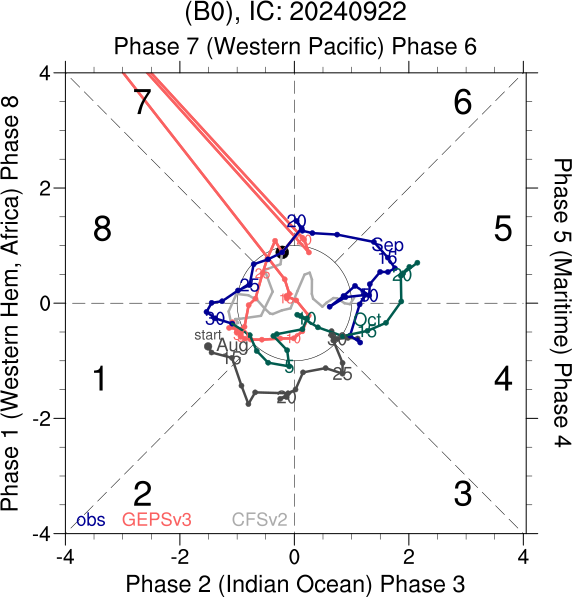 (B0), IC: 20240922
Phase 7 (Western Pacific) Phase 6
Phase 1 (Western Hem, Africa) Phase 8
Phase 5 (Maritime) Phase 4
4
2
0
-2
-4
7
6
8
5
1
4
2
3
20
Sep
15
20
10
25
25
30
Oct
5
30
start
Aug
15
25
20
5
10
obs GEPSv3 CFSv2
-4 -2 0 2 4
Phase 2 (Indian Ocean) Phase 3